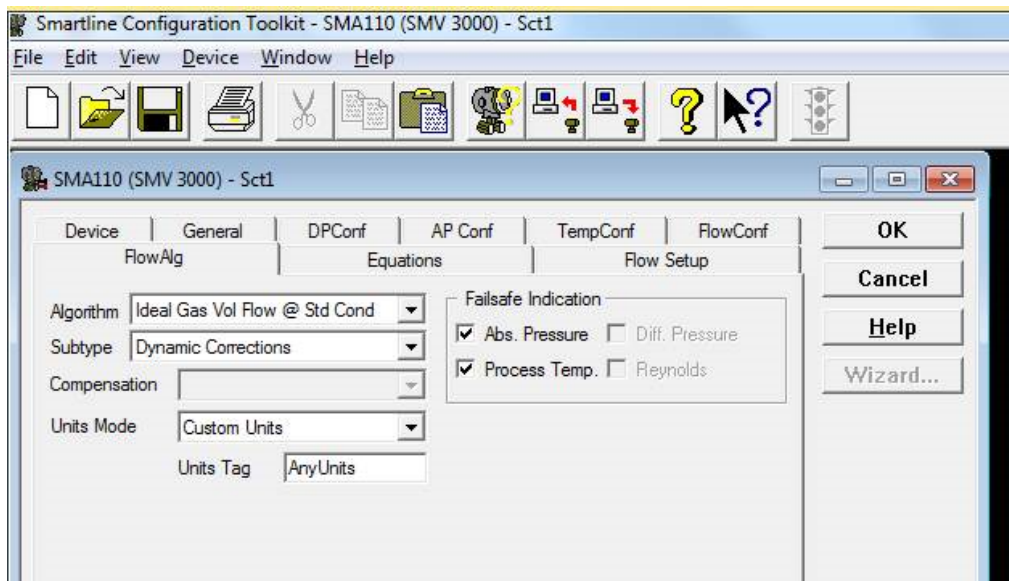 Smartline Configuration Toolkit - SMA110 (SMV 3000) - Sct1
File Edit View Device Window Help
SMA110 (SMV 3000) - Sct1
Device General DPConf AP Conf TempConf FlowConf
FlowAlg Equations Flow Setup
OK
Cancel
Help
Wizard...
Algorithm Ideal Gas Vol Flow @ Std Cond
Subtype Dynamic Corrections
Compensation
Units Mode Custom Units
Units Tag AnyUnits
Failsafe Indication
Abs. Pressure Diff. Pressure
Process Temp. Reynolds